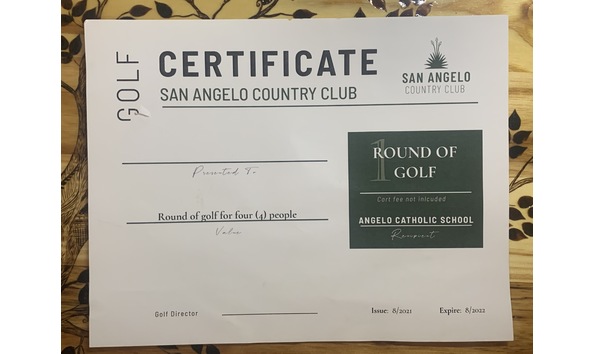 GOLF
CERTIFICATE
SAN ANGELO COUNTRY CLUB
SAN ANGELO
COUNTRY CLUB
Presented To
Round of golf for four (4) people
Value
1
ROUND OF
GOLF
Cart fee not inlcuded
ANGELO CATHOLIC SCHOOL
Recipient
Golf Director
Issue: 8/2021
Expire: 8/2022